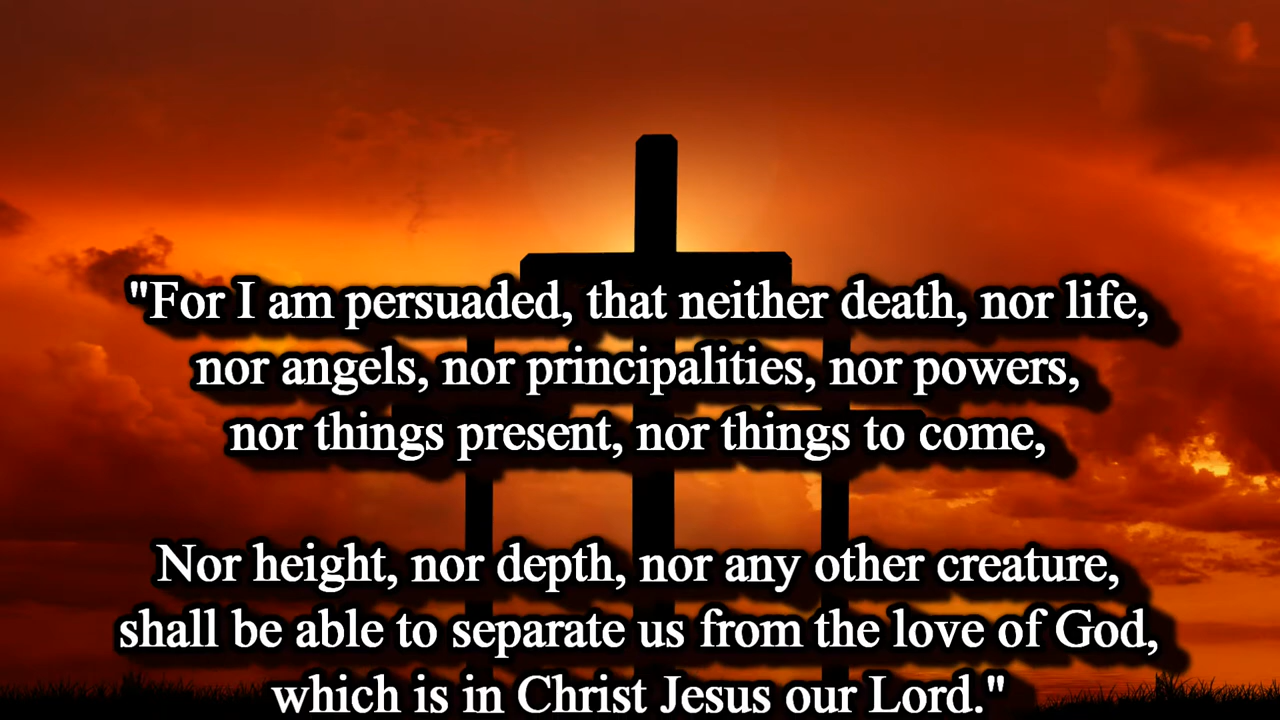 "For I am persuaded, that neither death, nor life,
nor angels, nor principalities, nor powers,
nor things present, nor things to come,
Nor height, nor depth, nor any other creature,
shall be able to separate us from the love of God,
which is in Christ Jesus our Lord."